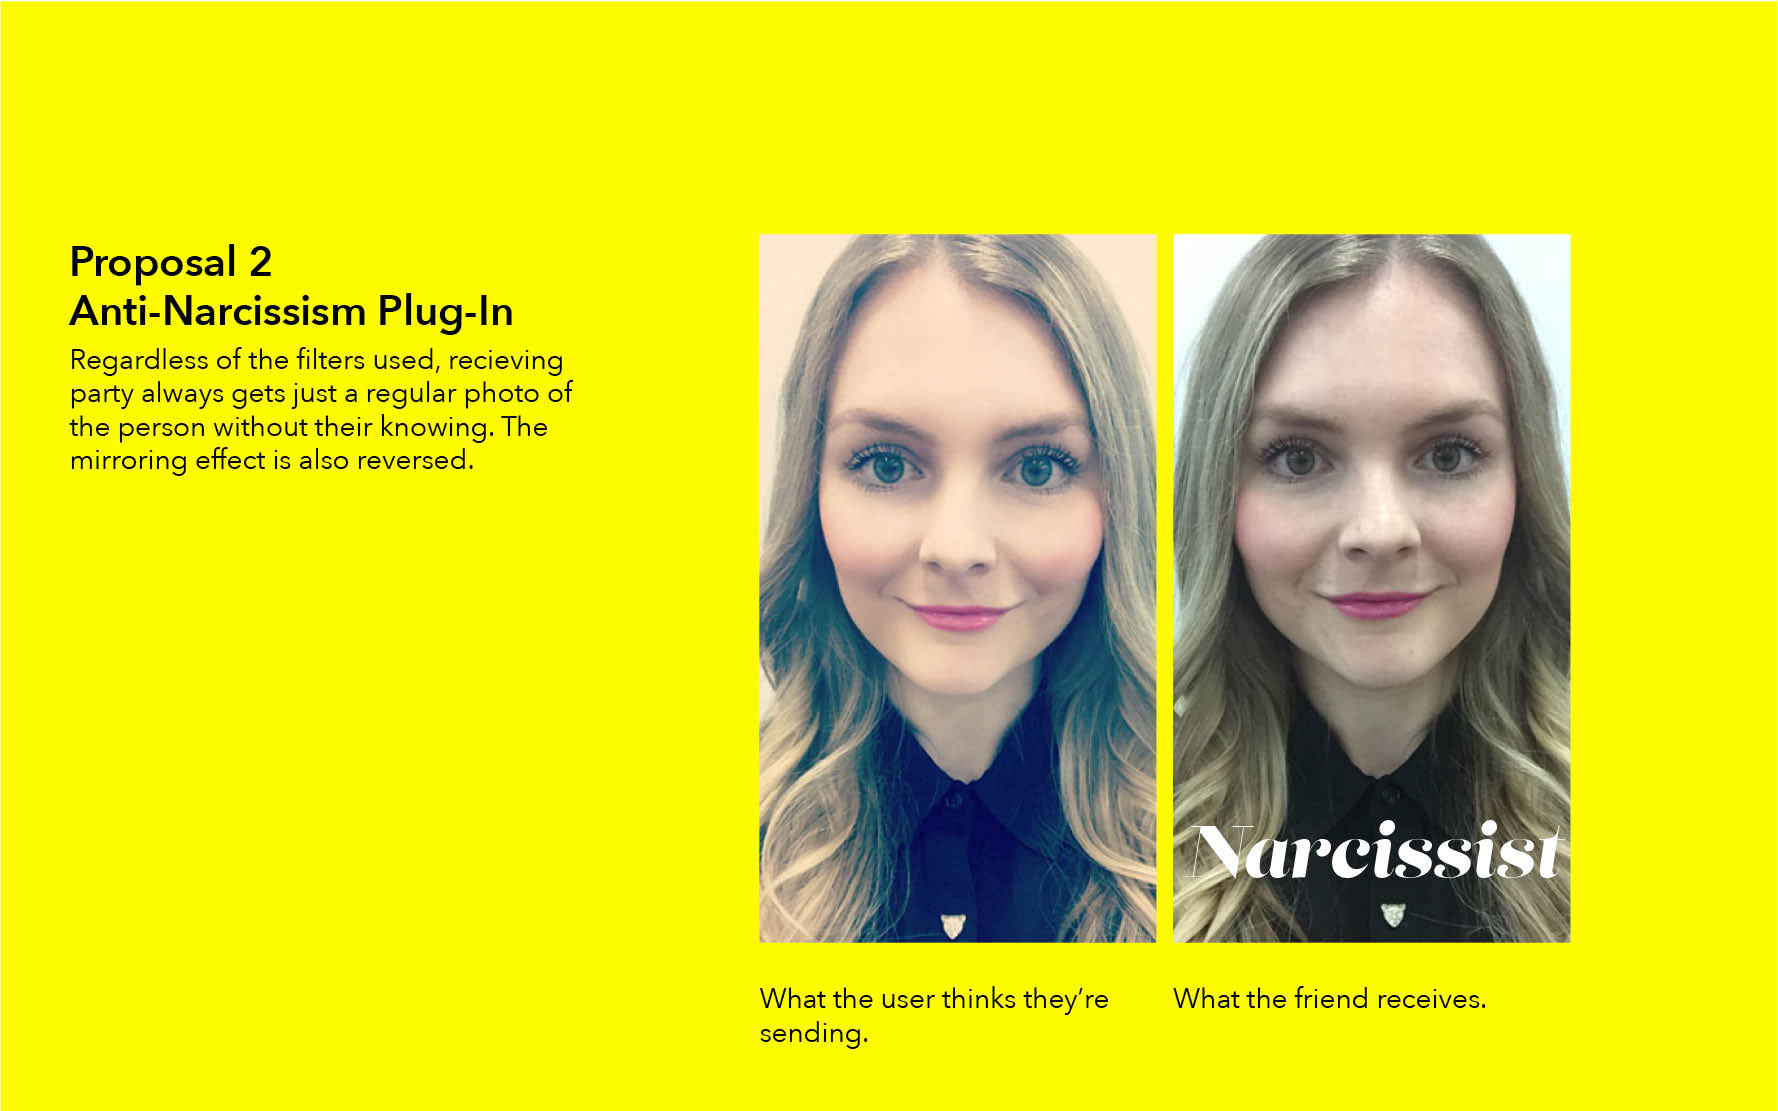 Proposal 2
Anti-Narcissism Plug-In
Regardless of the filters used, recieving
party always gets just a regular photo of
the person without their knowing. The
mirroring effect is also reversed.
Narcissist
What the user thinks they’re
sending.
What the friend receives.